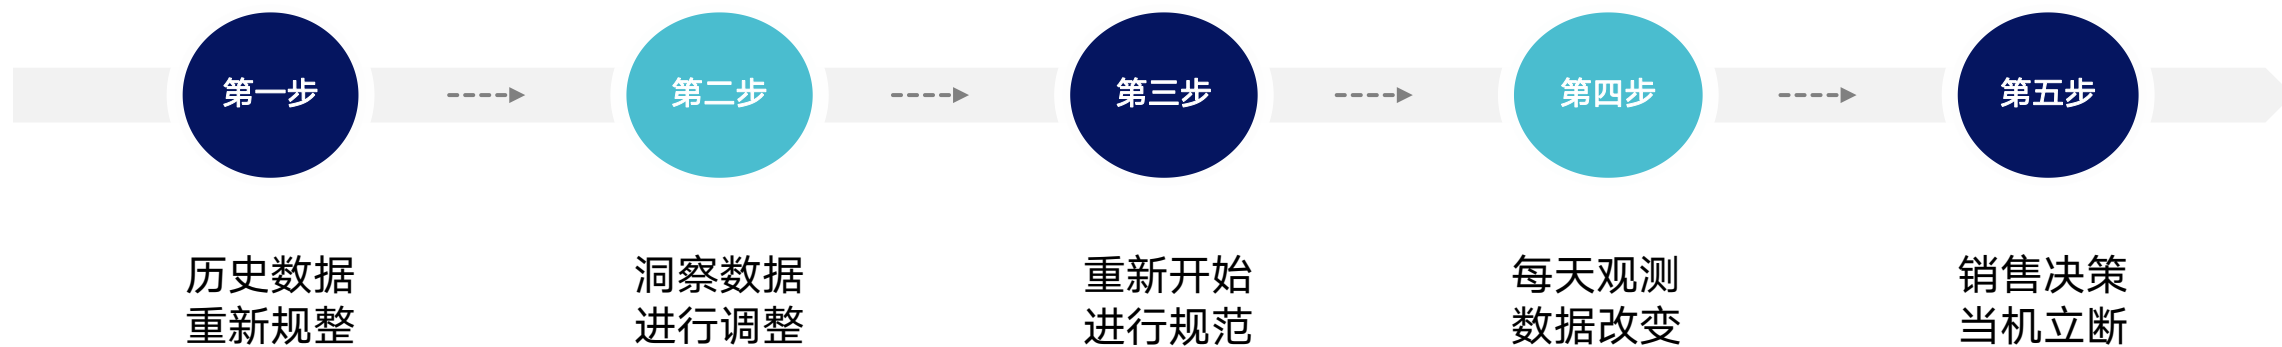 第一步
第二步
第三步
第四步
第五步
历史数据
重新规整
洞察数据
进行调整
重新开始
进行规范
每天观测
数据改变
销售决策
当机立断